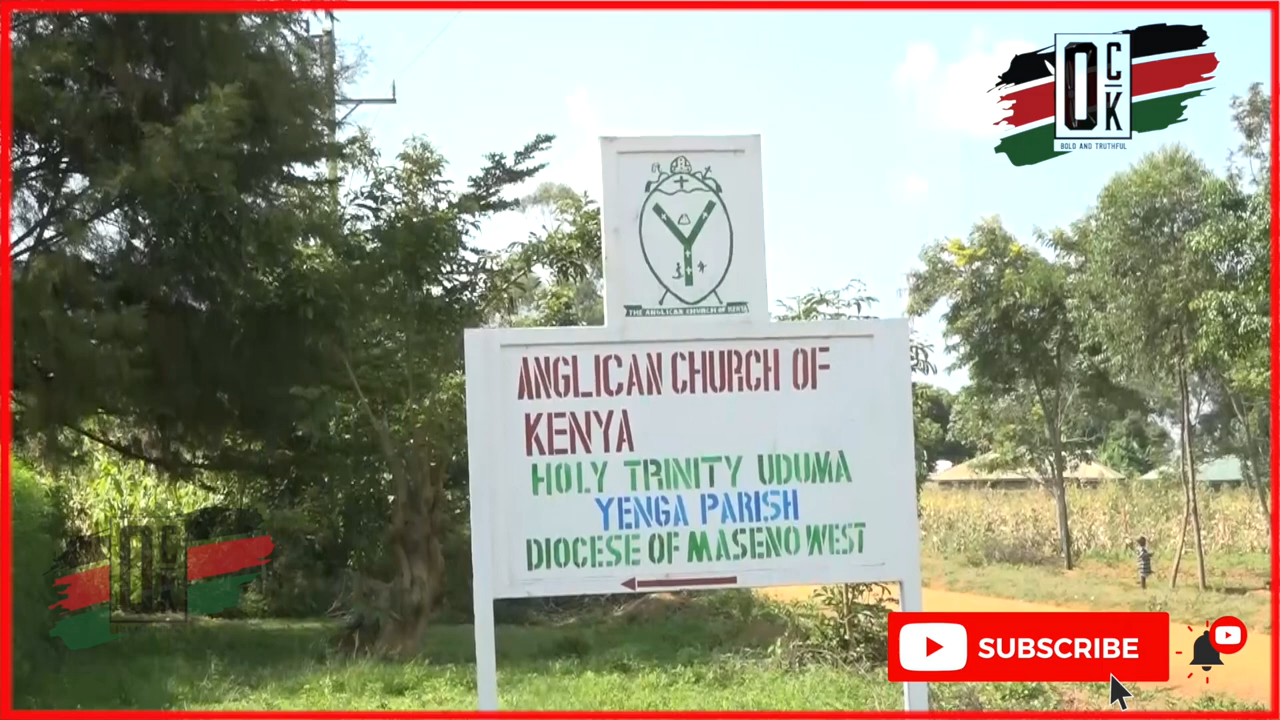 OCK
BOLD AND TRUTHFUL
THE ANGLICAN CHURCH OF KENYA
ANGLICAN CHURCH OF
KENYA
HOLY TRINITY UDUMA
YENGA PARISH
DIOCESE OF MASENO WEST
SUBSCRIBE